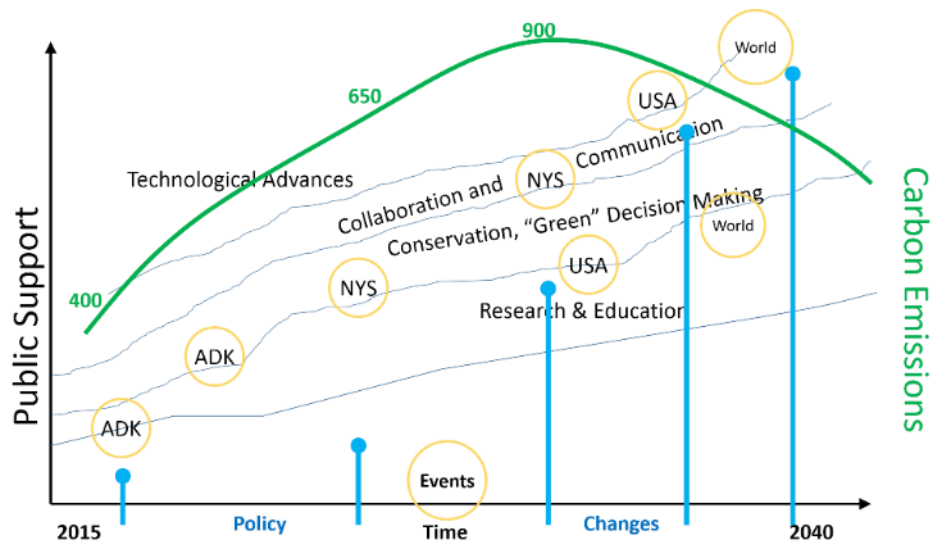 900
World
650
USA
Technological Advances
Collaboration and
Communication
NYS
Conservation, “Green” Decision Making
World
USA
NYS
400
Research & Education
ADK
ADK
Events
Public Support
Carbon Emissions
2015
Policy
Time
Changes
2040